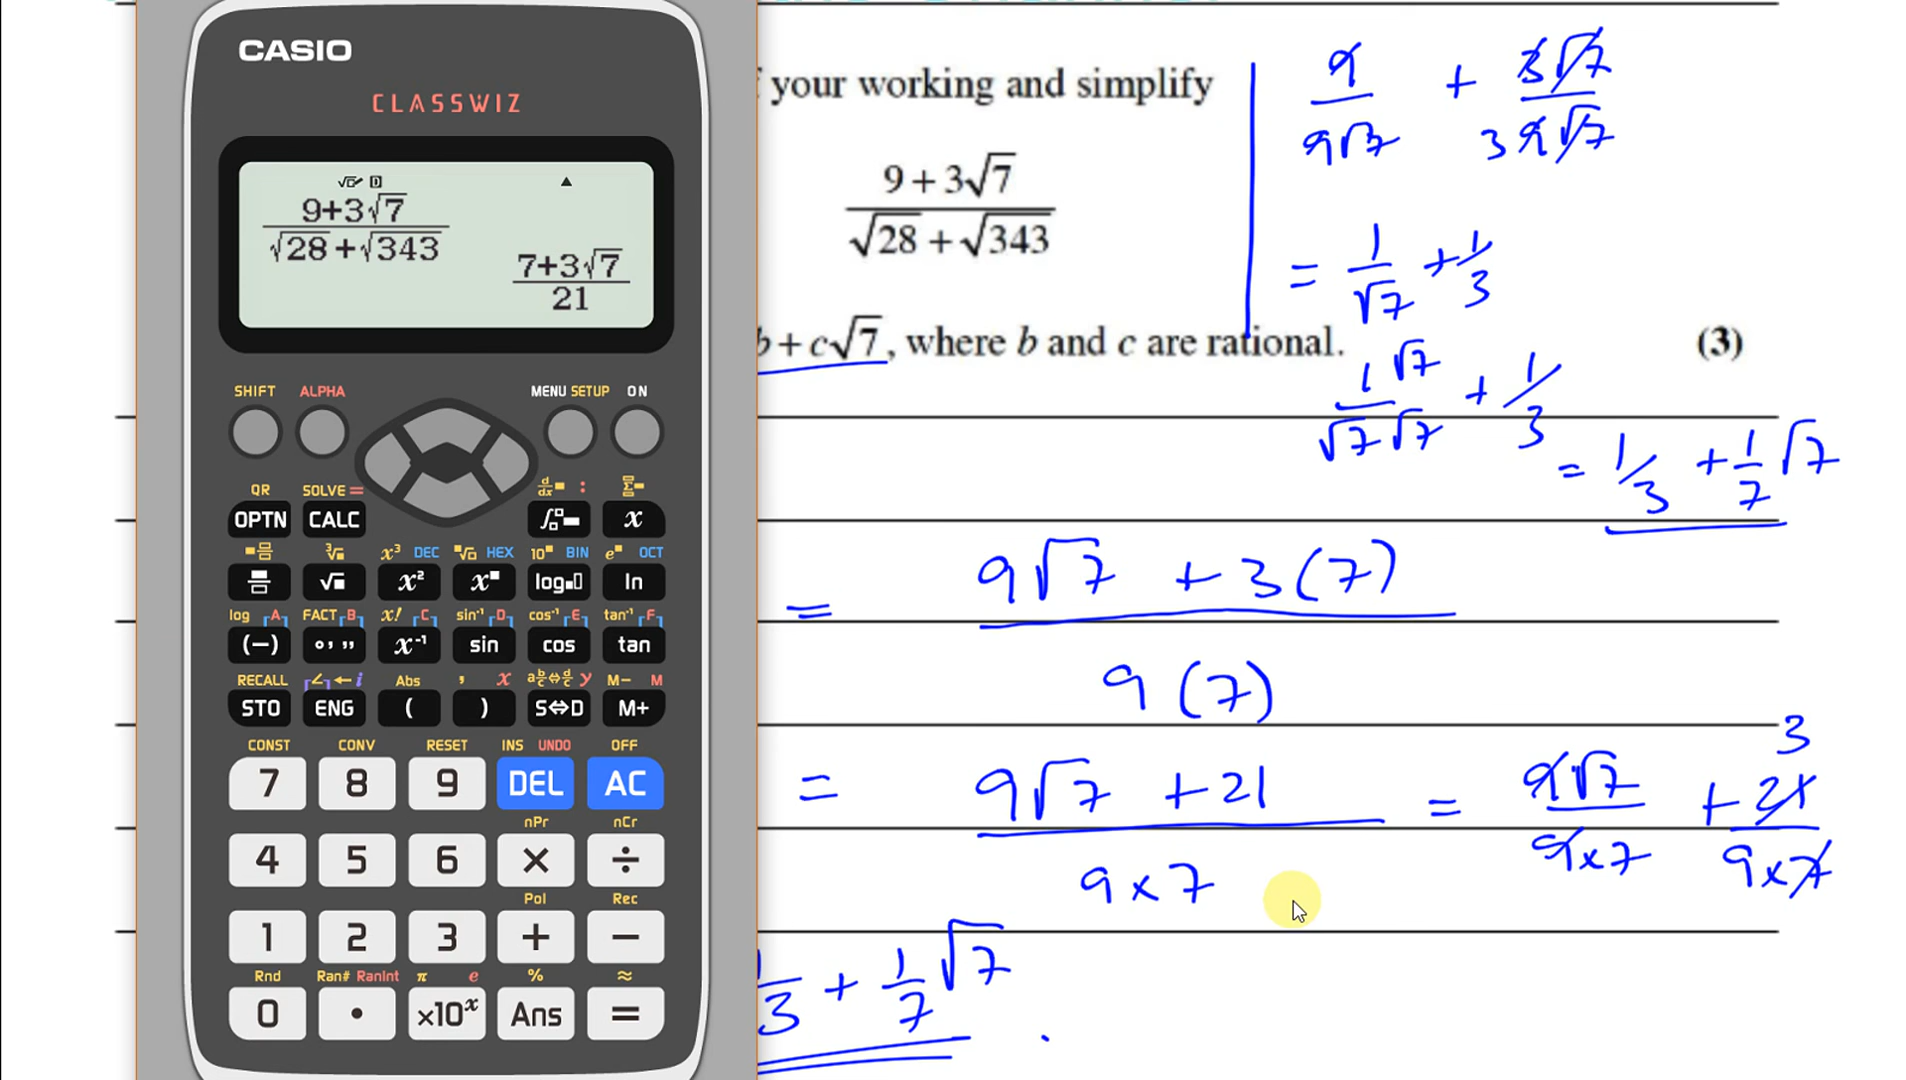 CASIO
CLASSWIZ
√□ D ▲
9+3√7
√28+√343
7+3√7
21
SHIFT ALPHA MENU SETUP ON
QR SOLVE = d/dx■ : Σ■
OPTN CALC ∫ x
³√■ x³ DEC ■√□ HEX 10■ BIN e■ OCT
√■ x² x■ log■□ ln
log A FACT B x! C sin⁻¹ D cos⁻¹ E tan⁻¹ F
(−) ° ’ ” x⁻¹ sin cos tan
RECALL ∠ ← i Abs , x a b/c⇔d/c y M− M
STO ENG ( ) S⇔D M+
CONST CONV RESET INS UNDO OFF
7 8 9 DEL AC
nPr nCr
4 5 6 × ÷
Pol Rec
1 2 3 + −
Rnd Ran# RanInt π e % ≈
0 • ×10ˣ Ans =
f your working and simplify
9 + 3√7
√28 + √343
b + c√7, where b and c are rational. (3)
9/9√7 + 3√7/3 9√7
= 1/√7 + 1/3
1 √7/√7 √7 + 1/3
= 1/3 + 1/7 √7
= 9√7 + 3(7)
9(7)
= 9√7 + 21 = 9√7 + 21 3
9×7 9×7 9×7
1/3 + 1/7 √7 .